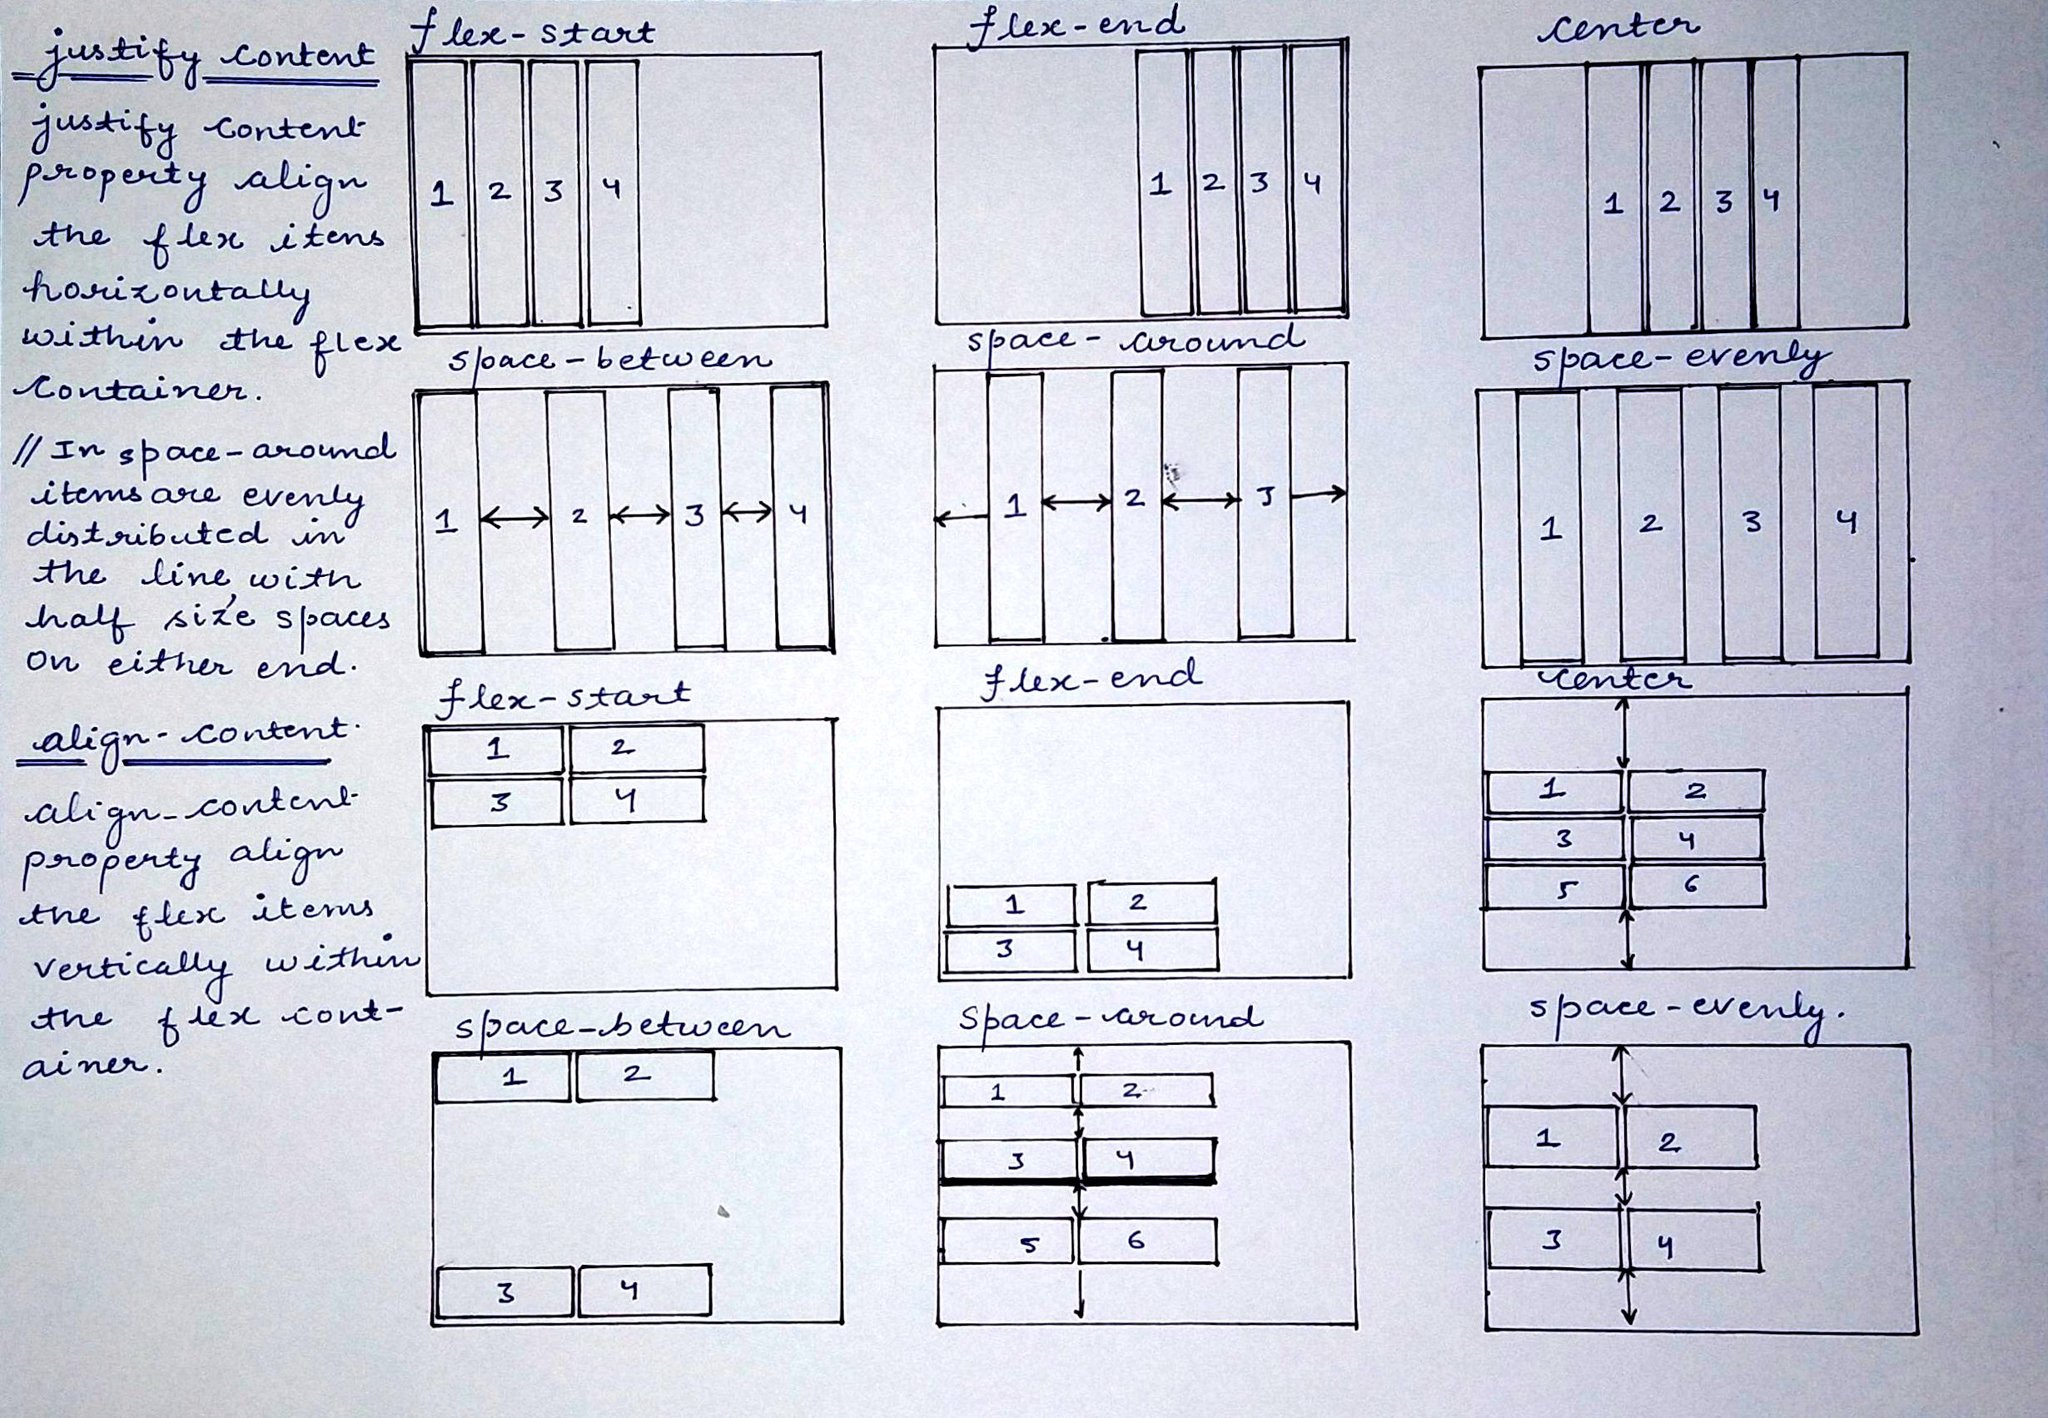 justify content
justify content
property align
the flex itens
horizontally
within the flex
container.
// In space-around
items are evenly
distributed in
the line, with
half size spaces
on either end.
align-content.
align-content
property align
the flex items
vertically within
the flex cont-
ainer.
flex-start
1 2 3 4
flex-end
1 2 3 4
center
1 2 3 4
space-between
1 2 3 4
space-around
1 2 3
space-evenly
1 2 3 4
flex-start
1 2
3 4
flex-end
1 2
3 4
center
1 2
3 4
5 6
space-between
1 2
3 4
space-around
1 2
3 4
5 6
space-evenly.
1 2
3 4